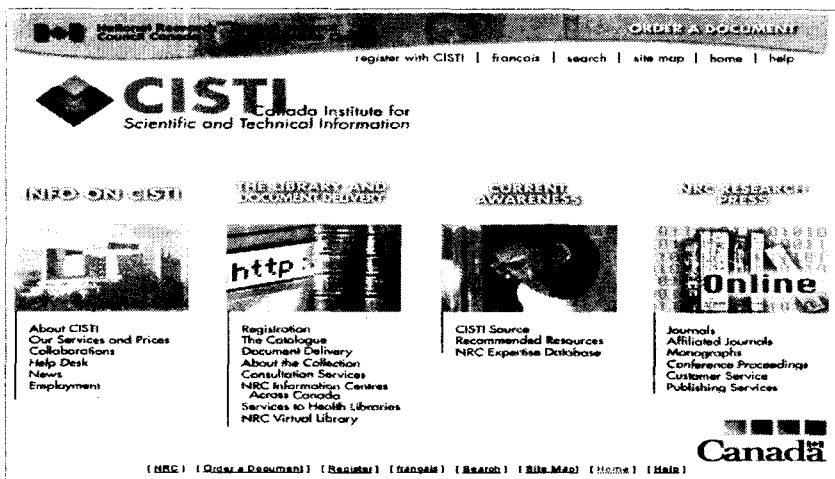 National Research Council Canada
ORDER A DOCUMENT
register with CISTI | français | search | site map | home | help
CISTI
Canada Institute for
Scientific and Technical Information
INFO ON CISTI
About CISTI
Our Services and Prices
Collaborations
Help Desk
News
Employment
THE LIBRARY AND
DOCUMENT DELIVERY
http:
Registration
The Catalogue
Document Delivery
About the Collection
Consultation Services
NRC Information Centres
Across Canada
Services to Health Libraries
NRC Virtual Library
CURRENT
AWARENESS
CISTI Source
Recommended Resources
NRC Expertise Database
NRC RESEARCH
PRESS
Online
Journals
Affiliated Journals
Monographs
Conference Proceedings
Customer Service
Publishing Services
Canada
[ NRC ] [ Order a Document ] [ Register ] [ français ] [ Search ] [ Site Map ] [ Home ] [ Help ]